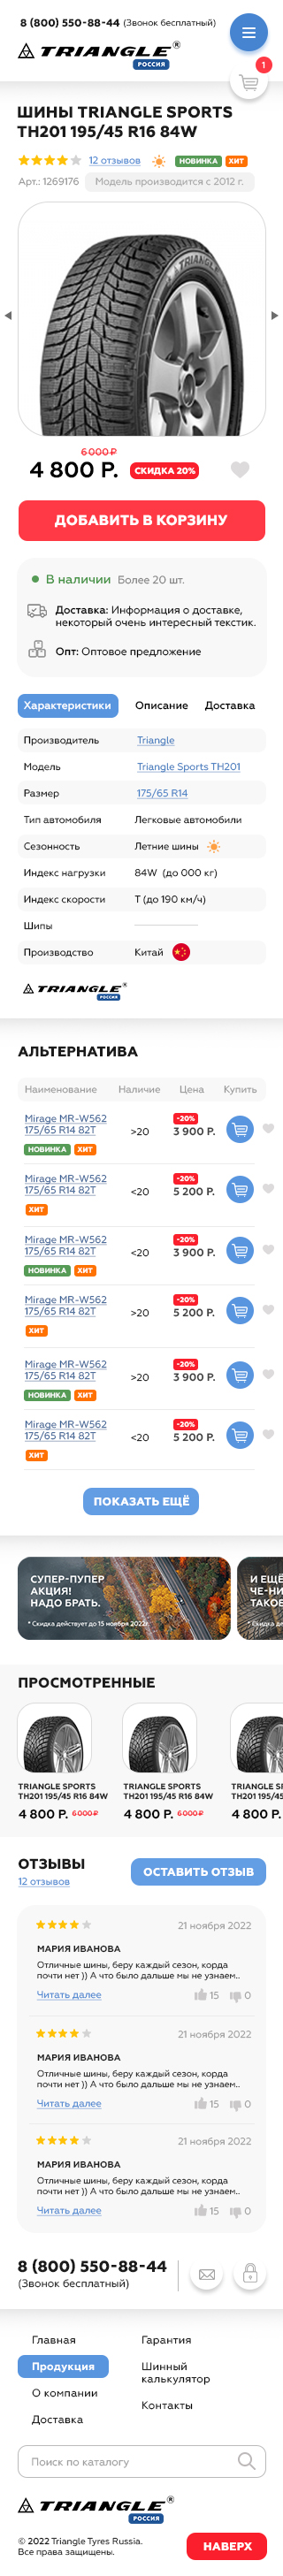 8 (800) 550-88-44 (Звонок бесплатный)
TRIANGLE®
РОССИЯ
1
ШИНЫ TRIANGLE SPORTS
TH201 195/45 R16 84W
12 отзывов НОВИНКА ХИТ
Арт.: 1269176 Модель производится с 2012 г.
TRIANGLE
6 000 ₽
4 800 Р. СКИДКА 20%
ДОБАВИТЬ В КОРЗИНУ
В наличии Более 20 шт.
Доставка: Информация о доставке,
некоторый очень интересный текстик.
Опт: Оптовое предложение
Характеристики Описание Доставка
Производитель Triangle
Модель Triangle Sports TH201
Размер 175/65 R14
Тип автомобиля Легковые автомобили
Сезонность Летние шины
Индекс нагрузки 84W (до 000 кг)
Индекс скорости Т (до 190 км/ч)
Шипы
Производство Китай
TRIANGLE®
РОССИЯ
АЛЬТЕРНАТИВА
Наименование Наличие Цена Купить
Mirage MR-W562
175/65 R14 82T
НОВИНКА ХИТ
>20
-20%
3 900 Р.
Mirage MR-W562
175/65 R14 82T
ХИТ
<20
-20%
5 200 Р.
Mirage MR-W562
175/65 R14 82T
НОВИНКА ХИТ
<20
-20%
3 900 Р.
Mirage MR-W562
175/65 R14 82T
ХИТ
>20
-20%
5 200 Р.
Mirage MR-W562
175/65 R14 82T
НОВИНКА ХИТ
>20
-20%
3 900 Р.
Mirage MR-W562
175/65 R14 82T
ХИТ
<20
-20%
5 200 Р.
ПОКАЗАТЬ ЕЩЁ
СУПЕР-ПУПЕР
АКЦИЯ!
НАДО БРАТЬ.
* Скидка действует до 15 ноября 2022г.
И ЕЩЁ
ЧЕ-НИ
ТАКОЕ
ПРОСМОТРЕННЫЕ
TRIANGLE SPORTS
TH201 195/45 R16 84W
4 800 Р. 6 000 ₽
TRIANGLE SPORTS
TH201 195/45 R16 84W
4 800 Р. 6 000 ₽
TRIANGLE SP
TH201 195/45
4 800 Р.
ОТЗЫВЫ
12 отзывов
ОСТАВИТЬ ОТЗЫВ
21 ноября 2022
МАРИЯ ИВАНОВА
Отличные шины, беру каждый сезон, корда
почти нет )) А что было дальше мы не узнаем..
Читать далее 15 0
21 ноября 2022
МАРИЯ ИВАНОВА
Отличные шины, беру каждый сезон, корда
почти нет )) А что было дальше мы не узнаем..
Читать далее 15 0
21 ноября 2022
МАРИЯ ИВАНОВА
Отличные шины, беру каждый сезон, корда
почти нет )) А что было дальше мы не узнаем..
Читать далее 15 0
8 (800) 550-88-44
(Звонок бесплатный)
Главная
Продукция
О компании
Доставка
Гарантия
Шинный
калькулятор
Контакты
Поиск по каталогу
TRIANGLE®
РОССИЯ
© 2022 Triangle Tyres Russia.
Все права защищены.
НАВЕРХ